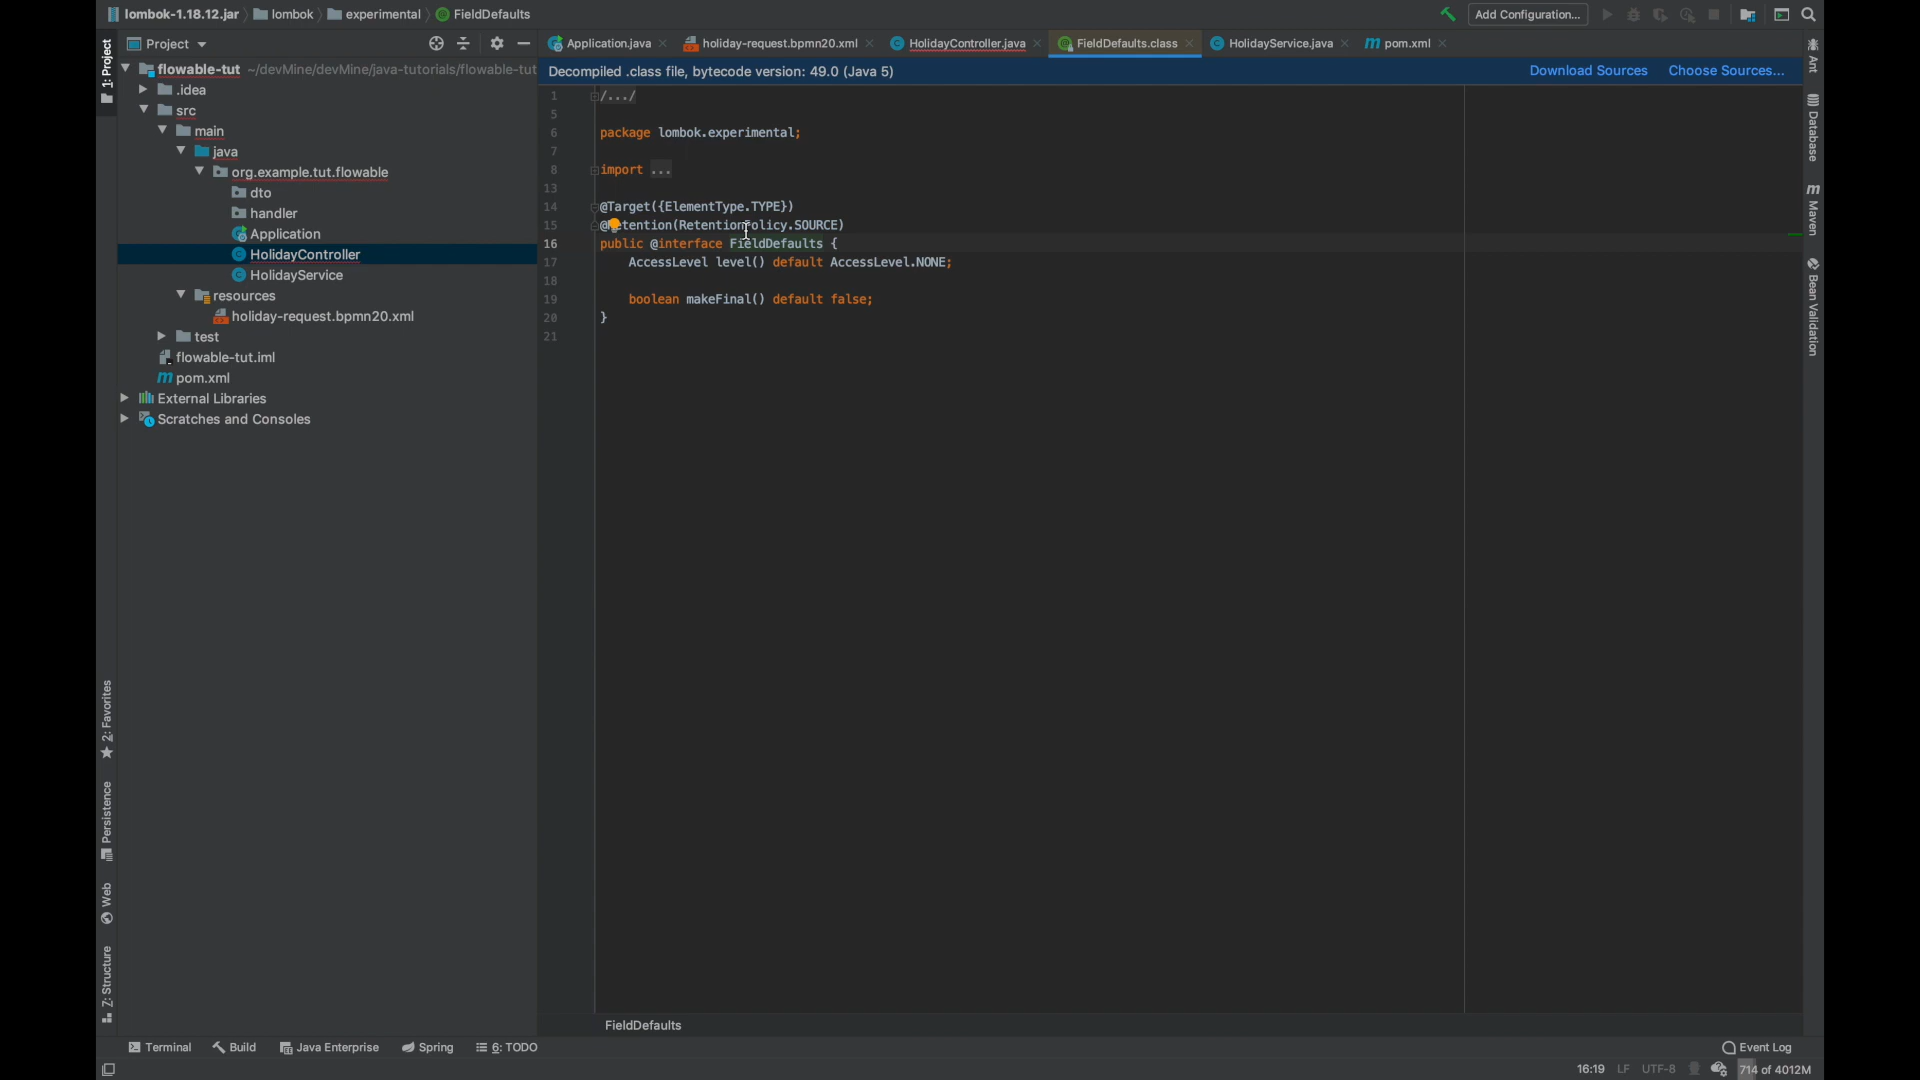 lombok-1.18.12.jar lombok experimental FieldDefaults
Add Configuration...
1: Project
Project
Application.java holiday-request.bpmn20.xml HolidayController.java FieldDefaults.class HolidayService.java pom.xml
flowable-tut ~/devMine/devMine/java-tutorials/flowable-tut
.idea
src
main
java
org.example.tut.flowable
dto
handler
Application
HolidayController
HolidayService
resources
holiday-request.bpmn20.xml
test
flowable-tut.iml
pom.xml
External Libraries
Scratches and Consoles
Decompiled .class file, bytecode version: 49.0 (Java 5)
Download Sources Choose Sources...
1 /.../
5
6 package lombok.experimental;
7
8 import ...
13
14 @Target({ElementType.TYPE})
15 @Retention(RetentionPolicy.SOURCE)
16 public @interface FieldDefaults {
17 AccessLevel level() default AccessLevel.NONE;
18
19 boolean makeFinal() default false;
20 }
21
Ant
Database
Maven
Bean Validation
2: Favorites
Persistence
Web
Z: Structure
FieldDefaults
Terminal Build Java Enterprise Spring 6: TODO
Event Log
16:19 LF UTF-8 714 of 4012M